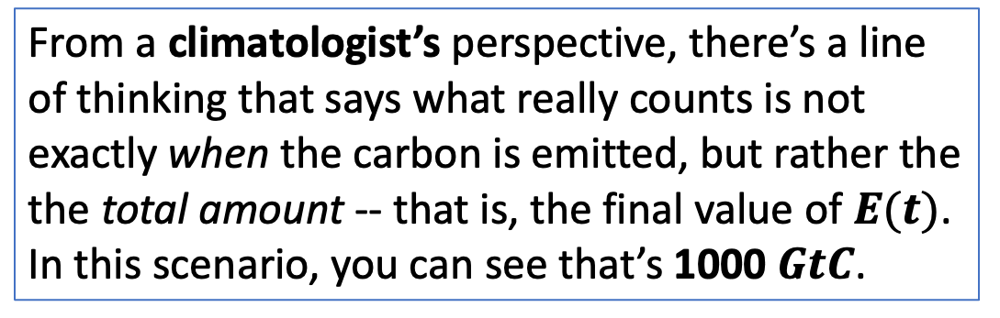 From a climatologist’s perspective, there’s a line
of thinking that says what really counts is not
exactly when the carbon is emitted, but rather the
the total amount -- that is, the final value of E(t).
In this scenario, you can see that’s 1000 GtC.